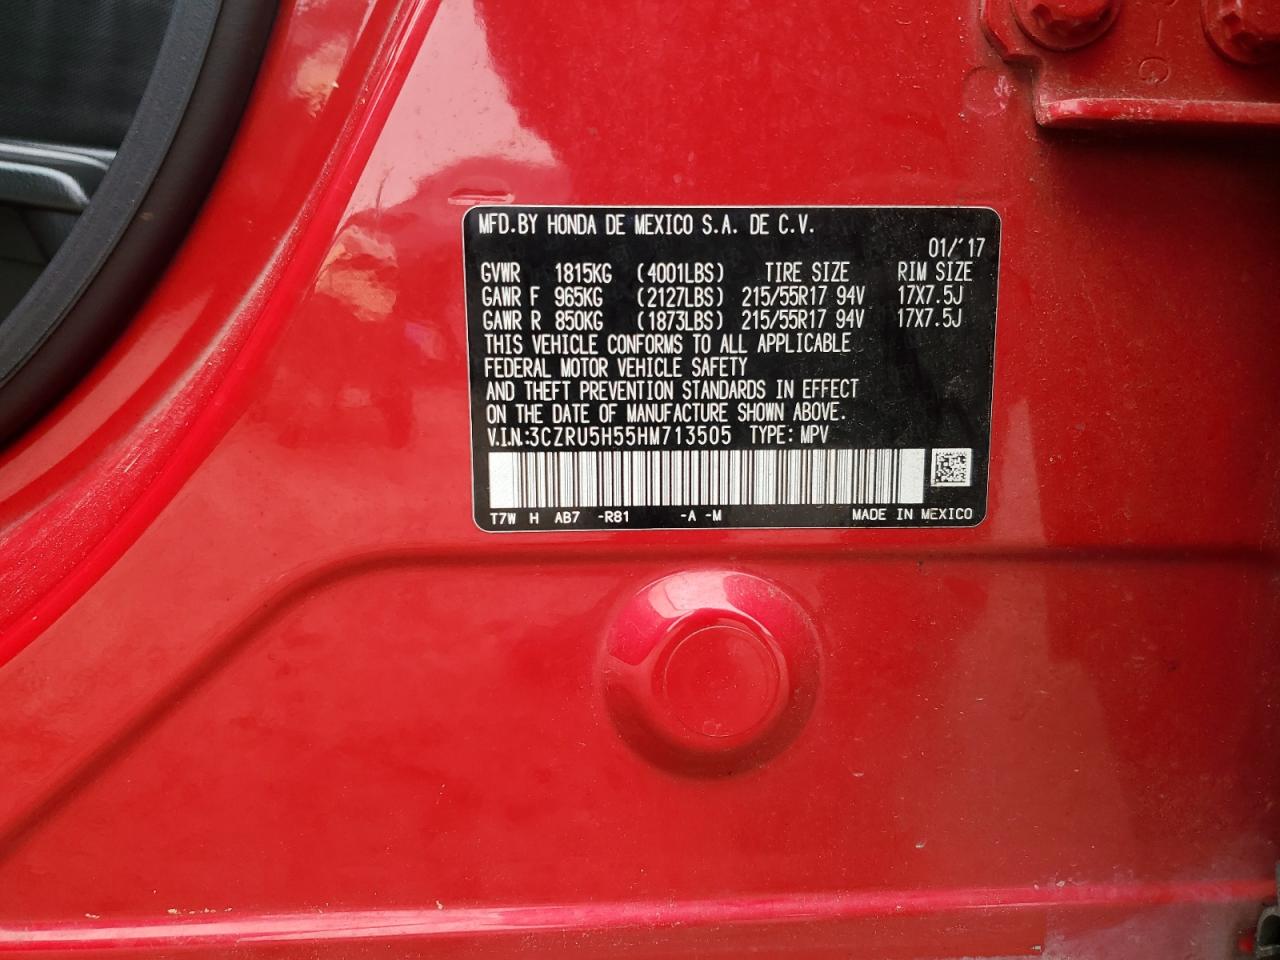 MFD.BY HONDA DE MEXICO S.A. DE C.V.
01/'17
GVWR 1815KG (4001LBS) TIRE SIZE RIM SIZE
GAWR F 965KG (2127LBS) 215/55R17 94V 17X7.5J
GAWR R 850KG (1873LBS) 215/55R17 94V 17X7.5J
THIS VEHICLE CONFORMS TO ALL APPLICABLE
FEDERAL MOTOR VEHICLE SAFETY
AND THEFT PREVENTION STANDARDS IN EFFECT
ON THE DATE OF MANUFACTURE SHOWN ABOVE.
V.I.N.:3CZRU5H55HM713505 TYPE: MPV
T7W H AB7 -R81 -A -M MADE IN MEXICO